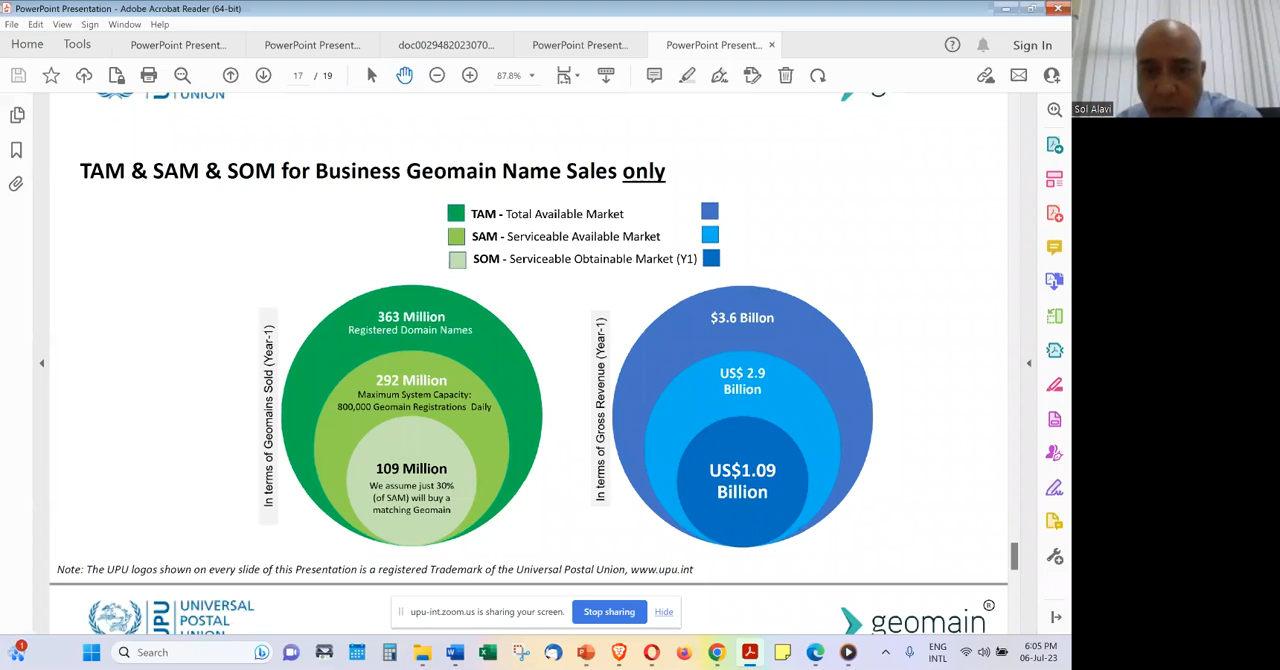 PowerPoint Presentation - Adobe Acrobat Reader (64-bit)
File Edit View Sign Window Help
Home Tools PowerPoint Present... PowerPoint Present... doc0029482023070... PowerPoint Present... PowerPoint Present... × Sign In
17 / 19 87.8%
Sol Alavi
UNION
TAM & SAM & SOM for Business Geomain Name Sales only
TAM - Total Available Market
SAM - Serviceable Available Market
SOM - Serviceable Obtainable Market (Y1)
In terms of Geomains Sold (Year-1)
363 Million
Registered Domain Names
292 Million
Maximum System Capacity:
800,000 Geomain Registrations Daily
109 Million
We assume just 30%
(of SAM) will buy a
matching Geomain
In terms of Gross Revenue (Year-1)
$3.6 Billon
US$ 2.9
Billion
US$1.09
Billion
Note: The UPU logos shown on every slide of this Presentation is a registered Trademark of the Universal Postal Union, www.upu.int
UPU
UNIVERSAL
POSTAL
UNION
upu-int.zoom.us is sharing your screen. Stop sharing Hide
geomain®
1
Search
ENG
INTL
6:05 PM
06-Jul-23